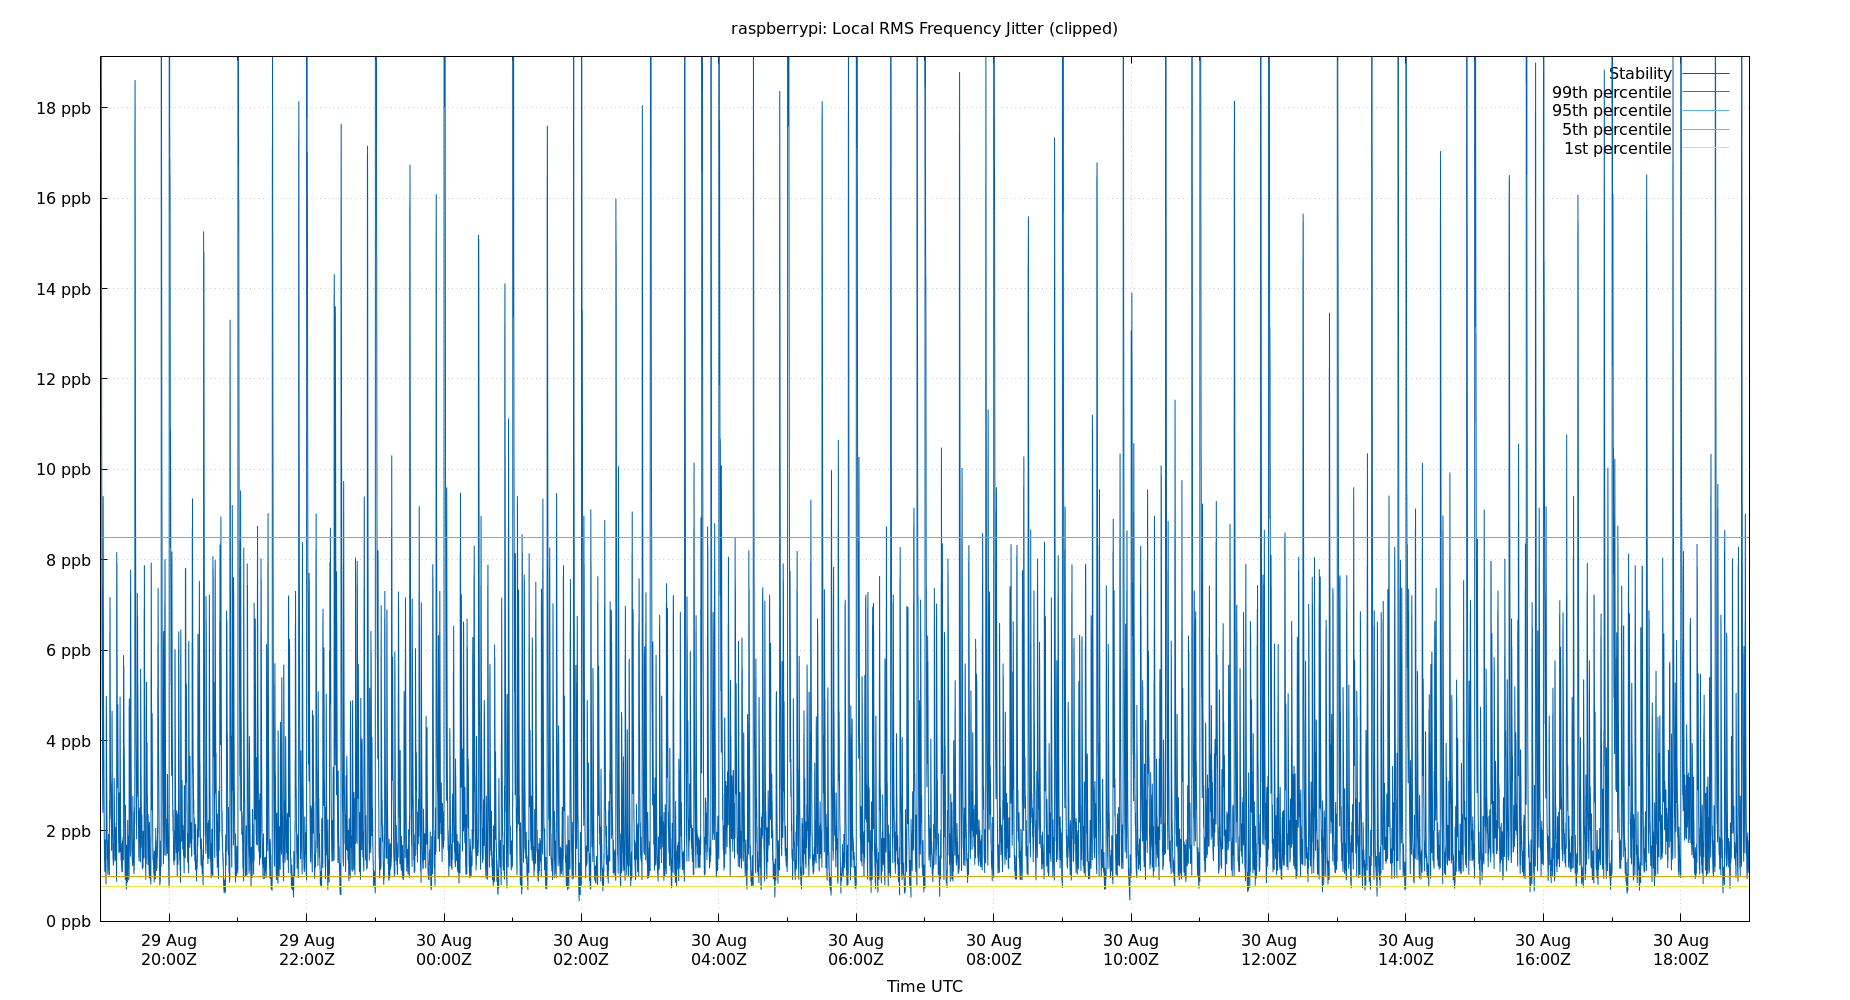 raspberrypi: Local RMS Frequency Jitter (clipped)
Stability
99th percentile
95th percentile
5th percentile
1st percentile
18 ppb
16 ppb
14 ppb
12 ppb
10 ppb
8 ppb
6 ppb
4 ppb
2 ppb
0 ppb
29 Aug 29 Aug 30 Aug 30 Aug 30 Aug 30 Aug 30 Aug 30 Aug 30 Aug 30 Aug 30 Aug 30 Aug
20:00Z 22:00Z 00:00Z 02:00Z 04:00Z 06:00Z 08:00Z 10:00Z 12:00Z 14:00Z 16:00Z 18:00Z
Time UTC